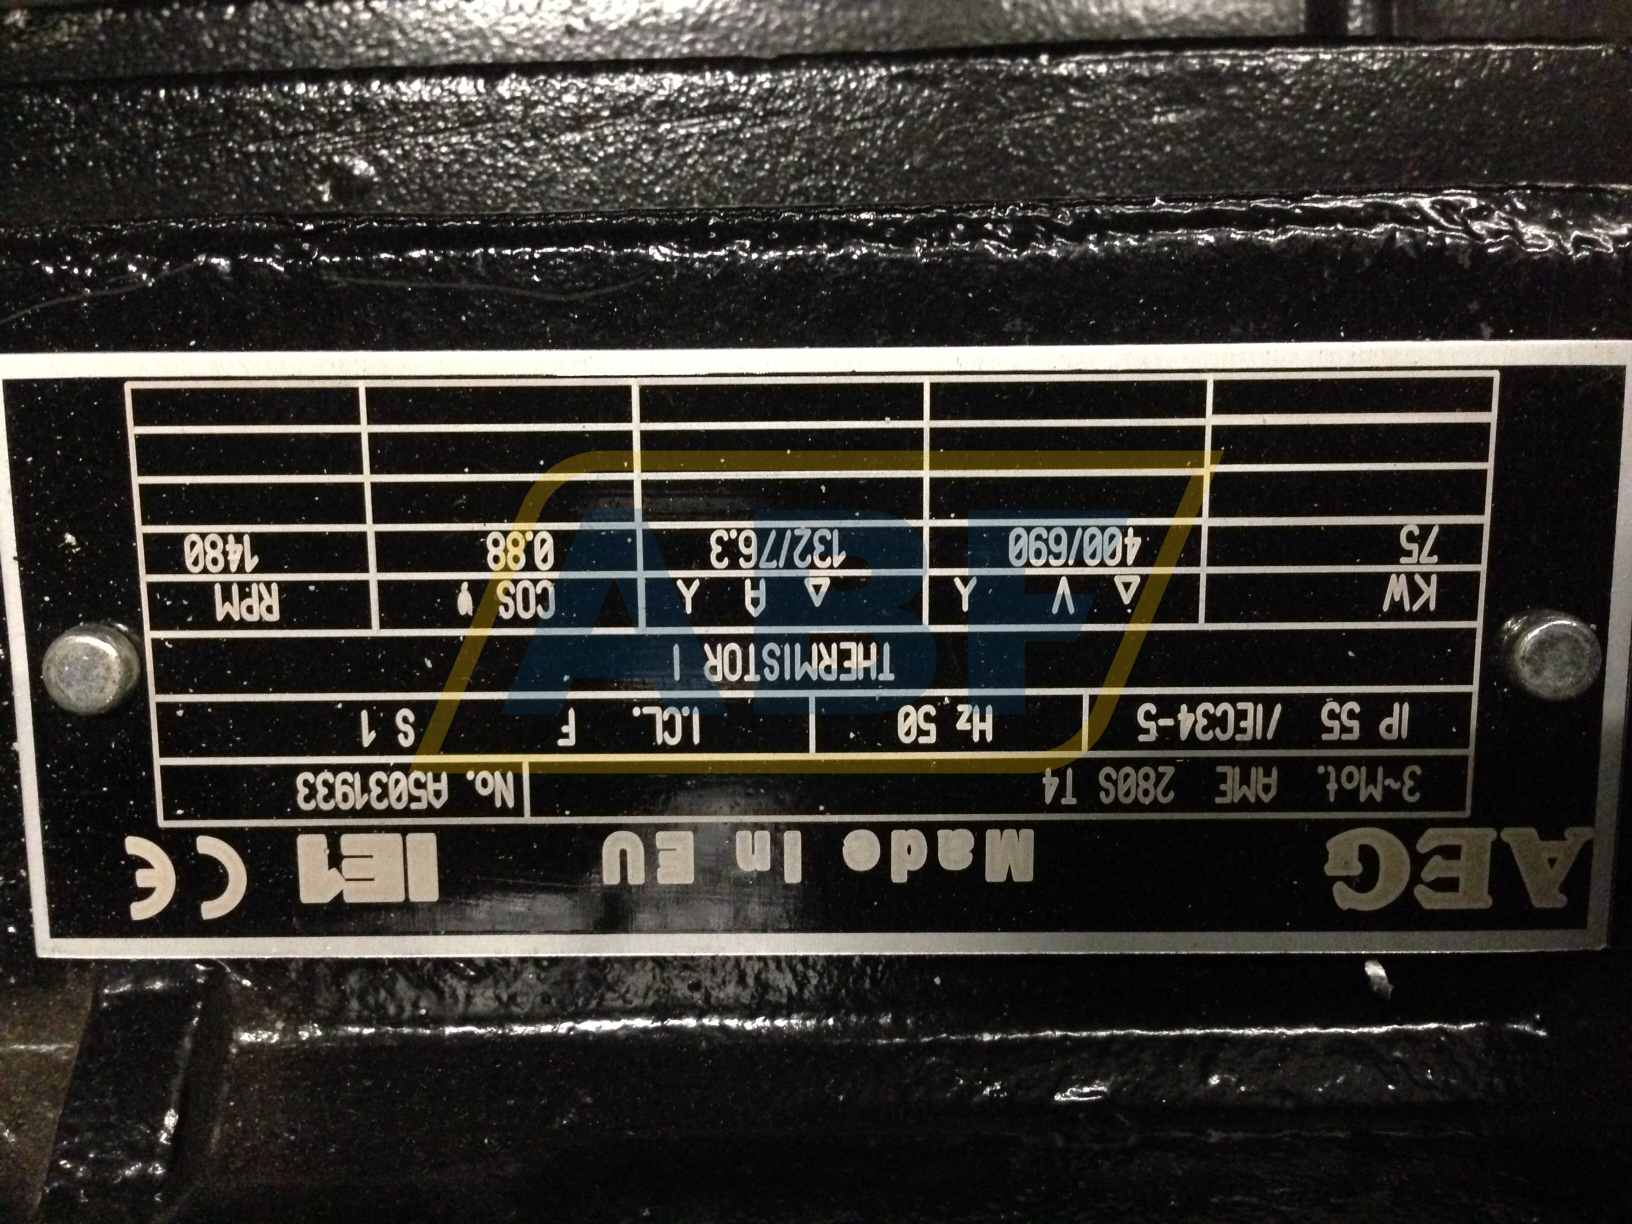 AEG Made In EU IE1 CE
3~Mot. AME 280S T4 No. A5031933
IP 55 /IEC34-5 Hz 50 I.CL. F S 1
THERMISTOR I
KW Δ V Y Δ A Y COS φ RPM
75 400/690 132/76.3 0.88 1480
ABF